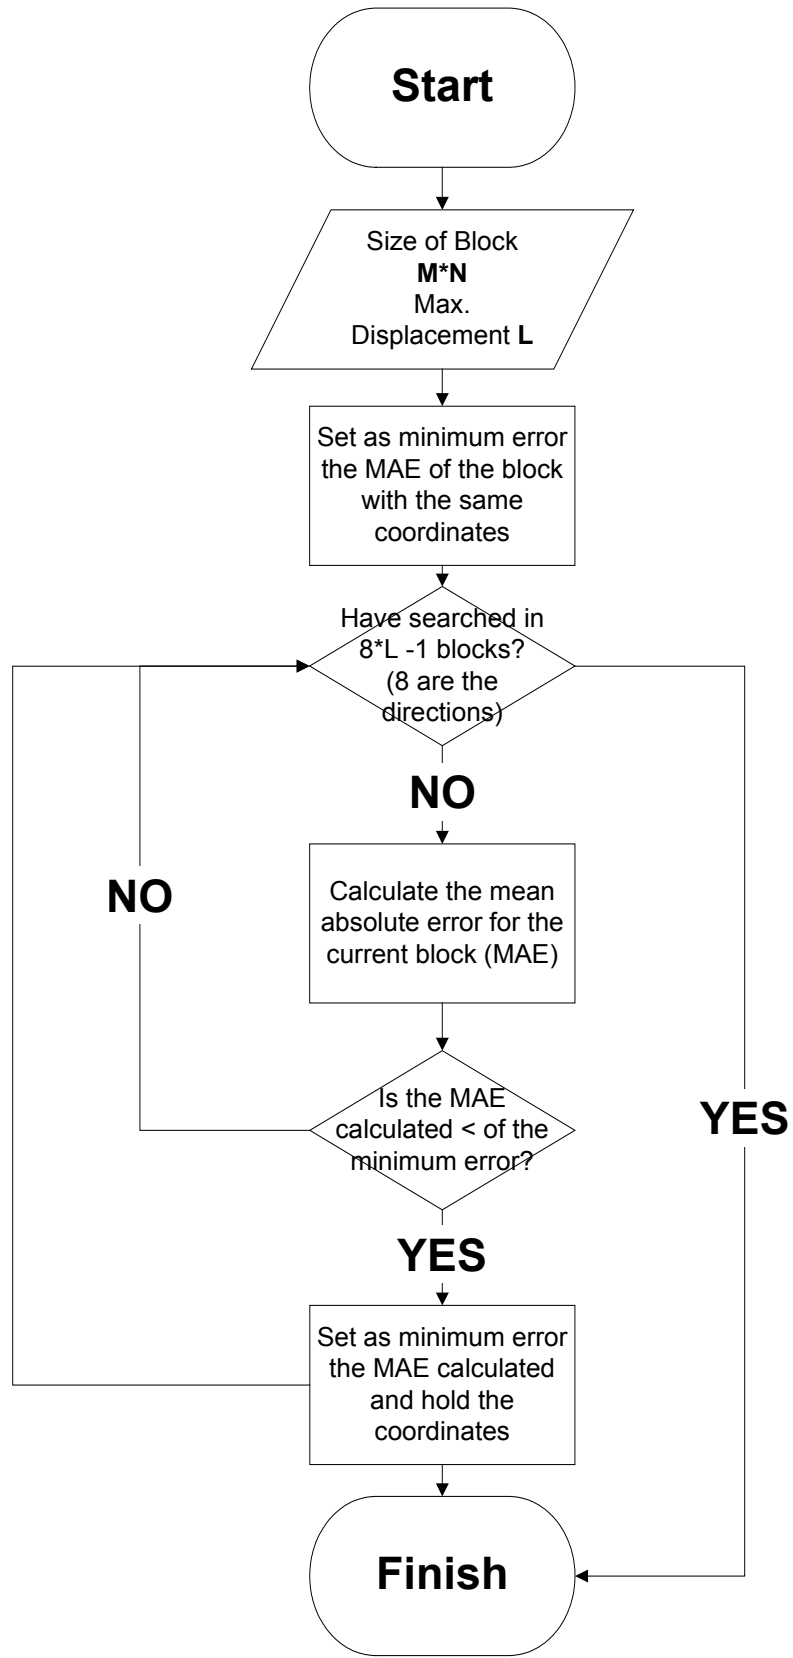 Start
Size of Block
M*N
Max.
Displacement L
Set as minimum error
the MAE of the block
with the same
coordinates
Have searched in
8*L -1 blocks?
(8 are the
directions)
NO
Calculate the mean
absolute error for the
current block (MAE)
NO
Is the MAE
calculated < of the
minimum error?
YES
YES
Set as minimum error
the MAE calculated
and hold the
coordinates
Finish